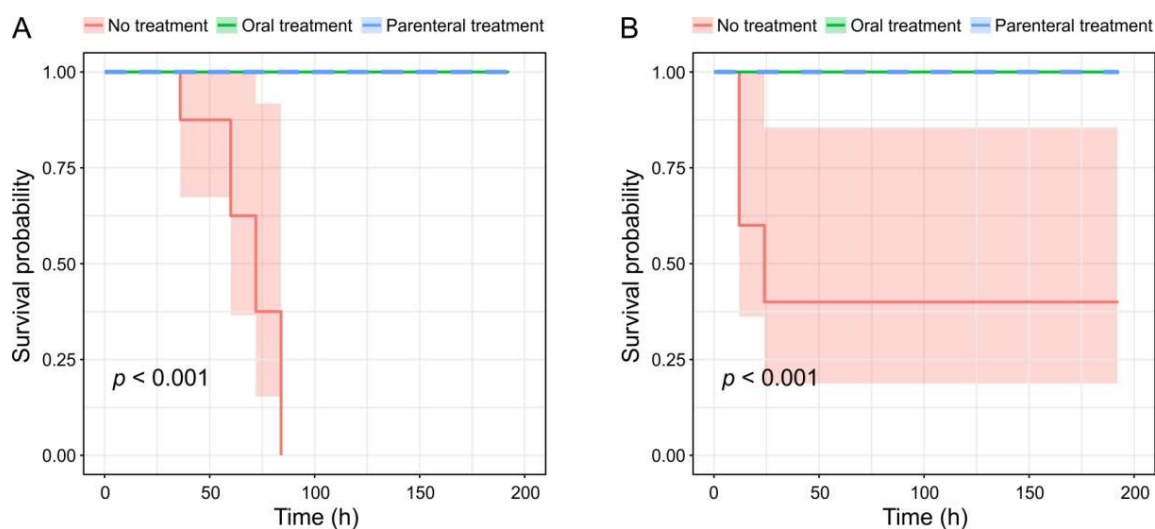 A
No treatment Oral treatment Parenteral treatment
1.00
0.75
0.50
0.25
0.00
Survival probability
p < 0.001
0 50 100 150 200
Time (h)
B
No treatment Oral treatment Parenteral treatment
1.00
0.75
0.50
0.25
0.00
Survival probability
p < 0.001
0 50 100 150 200
Time (h)